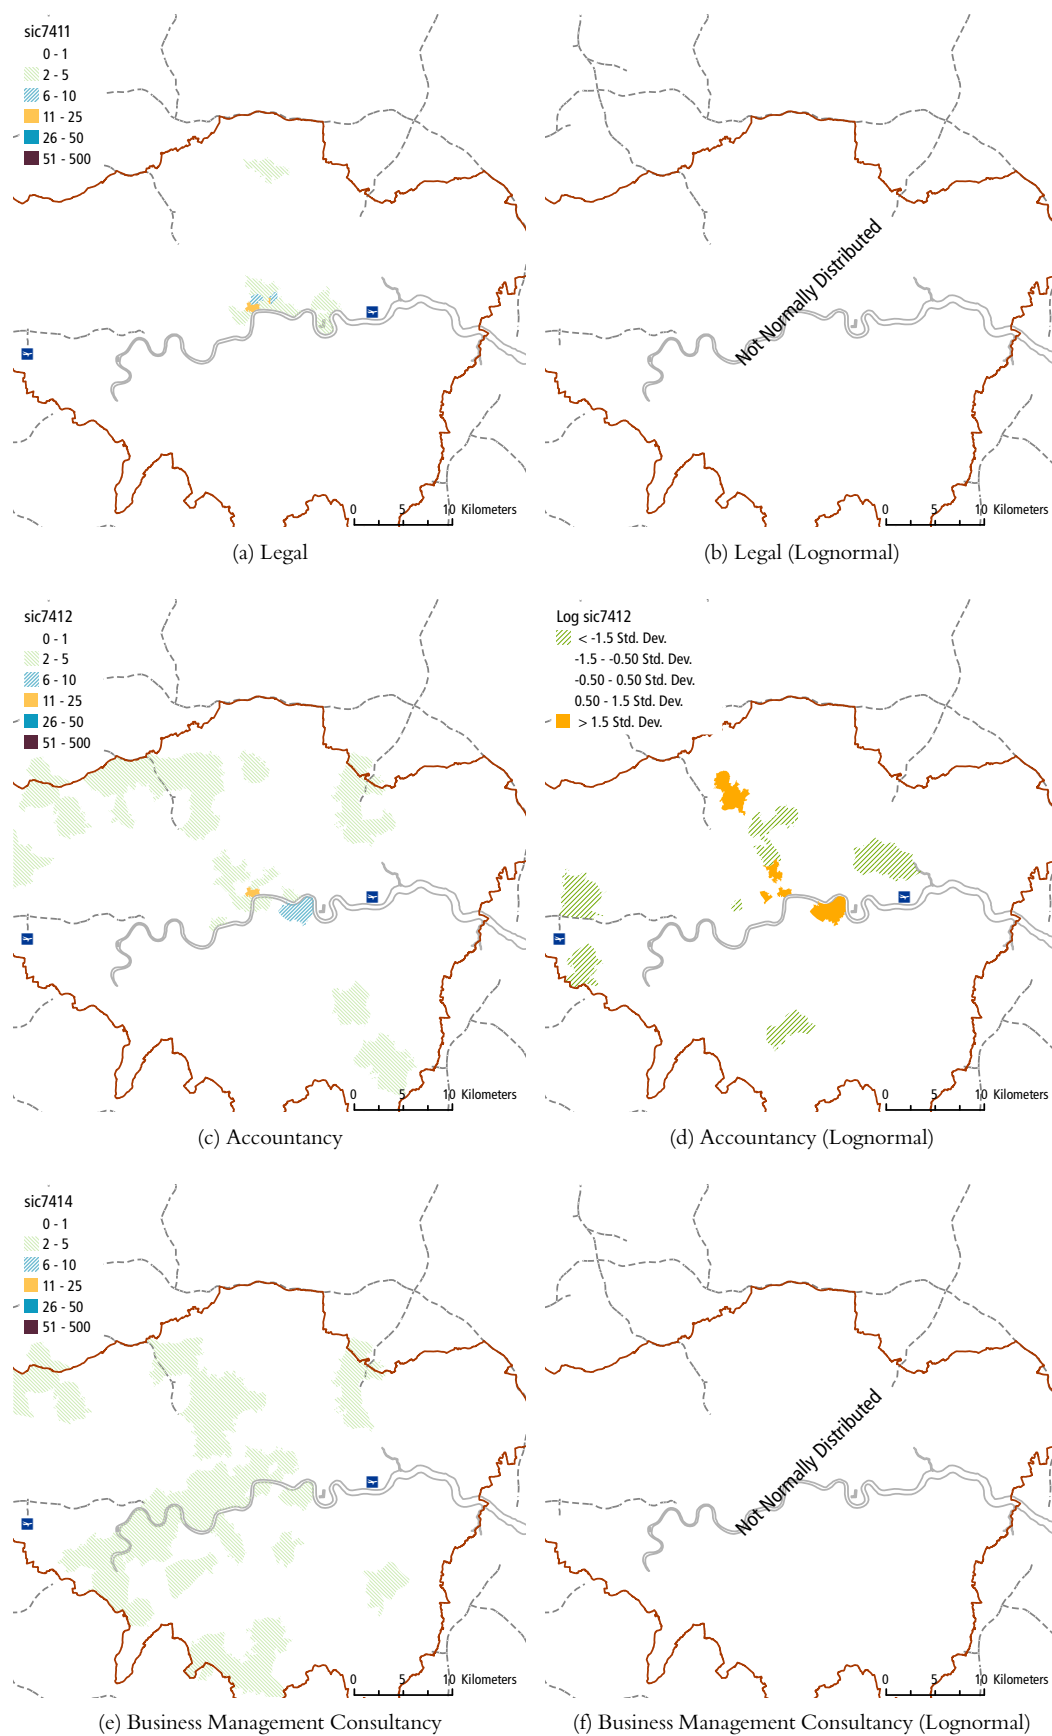 sic7411
0 - 1
2 - 5
6 - 10
11 - 25
26 - 50
51 - 500
0 5 10 Kilometers
(a) Legal
Not Normally Distributed
0 5 10 Kilometers
(b) Legal (Lognormal)
sic7412
0 - 1
2 - 5
6 - 10
11 - 25
26 - 50
51 - 500
0 5 10 Kilometers
(c) Accountancy
Log sic7412
< -1.5 Std. Dev.
-1.5 - -0.50 Std. Dev.
-0.50 - 0.50 Std. Dev.
0.50 - 1.5 Std. Dev.
> 1.5 Std. Dev.
0 5 10 Kilometers
(d) Accountancy (Lognormal)
sic7414
0 - 1
2 - 5
6 - 10
11 - 25
26 - 50
51 - 500
0 5 10 Kilometers
(e) Business Management Consultancy
Not Normally Distributed
0 5 10 Kilometers
(f) Business Management Consultancy (Lognormal)